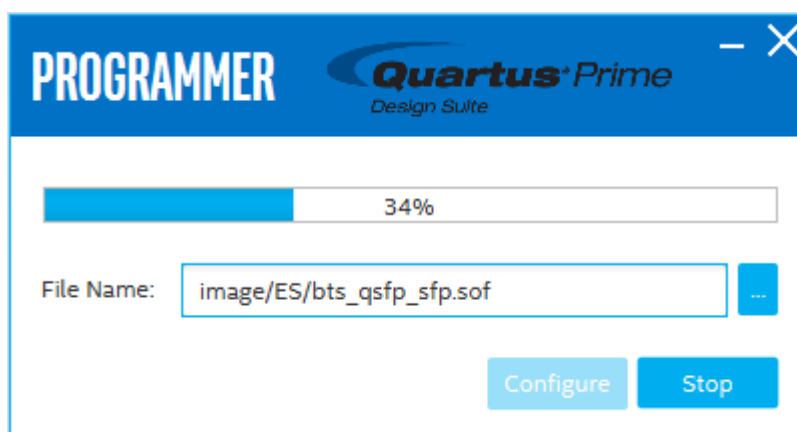 PROGRAMMER
Quartus Prime
Design Suite
34%
File Name: image/ES/bts_qsfp_sfp.sof ...
Configure Stop